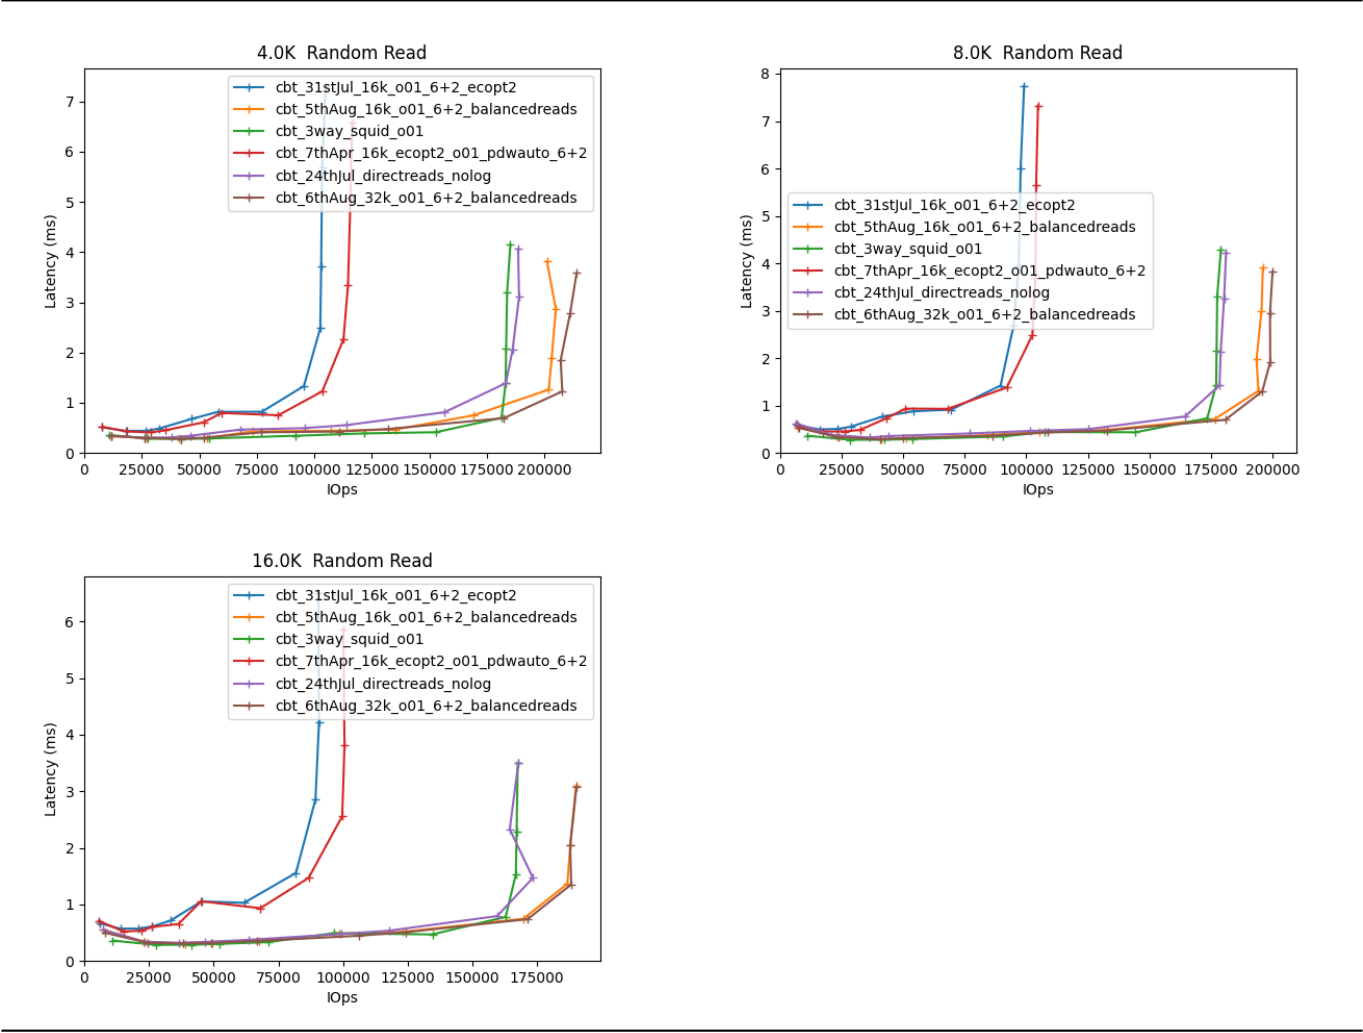 4.0K  Random Read
cbt_31stJul_16k_o01_6+2_ecopt2
cbt_5thAug_16k_o01_6+2_balancedreads
cbt_3way_squid_o01
cbt_7thApr_16k_ecopt2_o01_pdwauto_6+2
cbt_24thJul_directreads_nolog
cbt_6thAug_32k_o01_6+2_balancedreads
Latency (ms)
7
6
5
4
3
2
1
0
0 25000 50000 75000 100000 125000 150000 175000 200000
IOps
8.0K  Random Read
cbt_31stJul_16k_o01_6+2_ecopt2
cbt_5thAug_16k_o01_6+2_balancedreads
cbt_3way_squid_o01
cbt_7thApr_16k_ecopt2_o01_pdwauto_6+2
cbt_24thJul_directreads_nolog
cbt_6thAug_32k_o01_6+2_balancedreads
Latency (ms)
8
7
6
5
4
3
2
1
0
0 25000 50000 75000 100000 125000 150000 175000 200000
IOps
16.0K  Random Read
cbt_31stJul_16k_o01_6+2_ecopt2
cbt_5thAug_16k_o01_6+2_balancedreads
cbt_3way_squid_o01
cbt_7thApr_16k_ecopt2_o01_pdwauto_6+2
cbt_24thJul_directreads_nolog
cbt_6thAug_32k_o01_6+2_balancedreads
Latency (ms)
6
5
4
3
2
1
0
0 25000 50000 75000 100000 125000 150000 175000
IOps